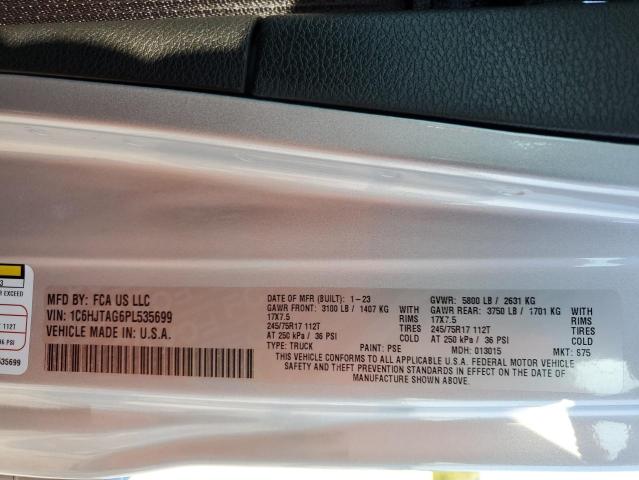 3
R EXCEED
112T
535699
MFD BY: FCA US LLC
VIN: 1C6HJTAG6PL535699
VEHICLE MADE IN U.S.A.
DATE OF MFR (BUILT): 1-23 GVWR: 5800 LB / 2631 KG
GAWR FRONT: 3100 LB / 1407 KG WITH GAWR REAR: 3750 LB / 1701 KG WITH
17X7.5 RIMS 17X7.5 RIMS
245/75R17 112T TIRES 245/75R17 112T TIRES
AT 250 kPa / 36 PSI COLD AT 250 kPa / 36 PSI COLD
TYPE: TRUCK PAINT: PSE MDH: 013015 MKT: S75
THIS VEHICLE CONFORMS TO ALL APPLICABLE U.S.A. FEDERAL MOTOR VEHICLE
SAFETY AND THEFT PREVENTION STANDARDS IN EFFECT ON THE DATE OF
MANUFACTURE SHOWN ABOVE.